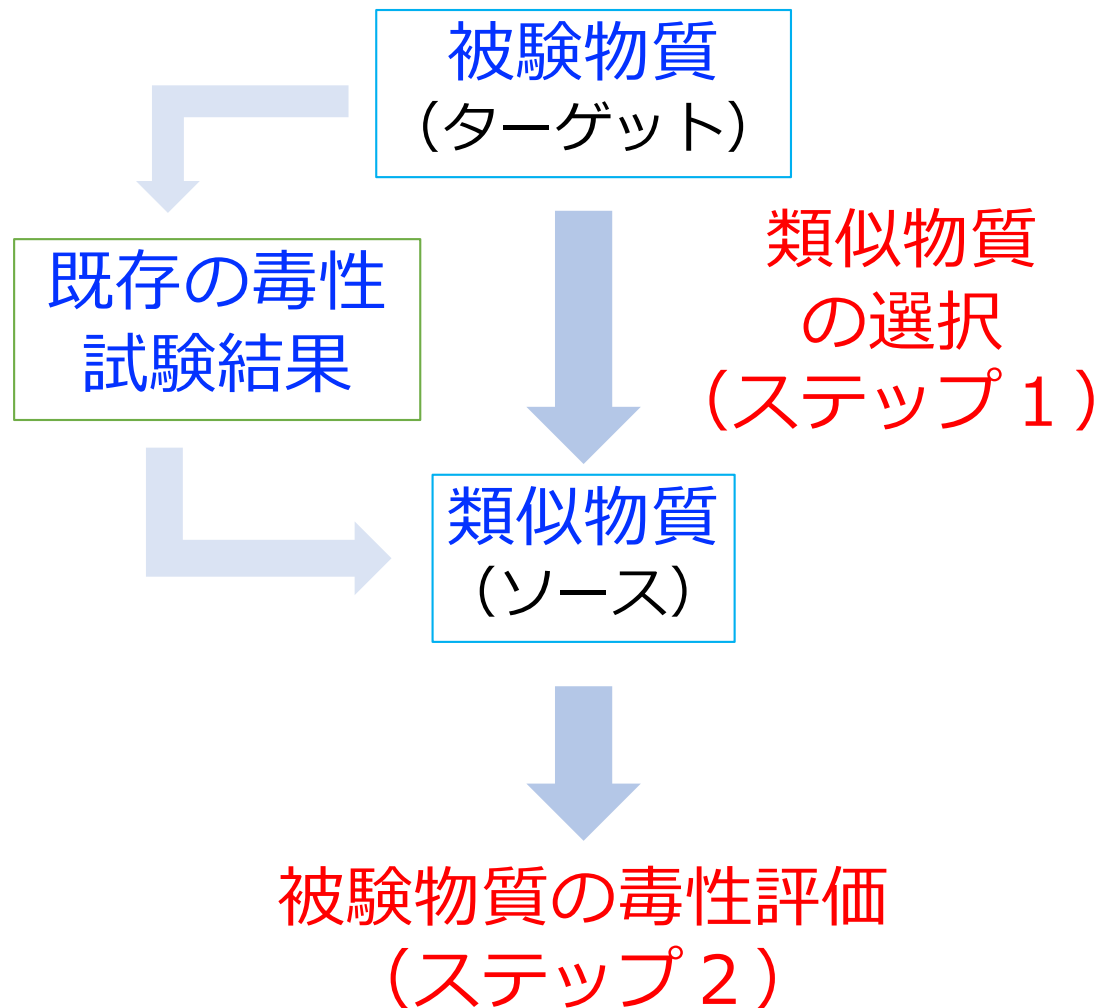 被験物質
（ターゲット）
既存の毒性
試験結果
類似物質
の選択
（ステップ１）
類似物質
（ソース）
被験物質の毒性評価
（ステップ２）